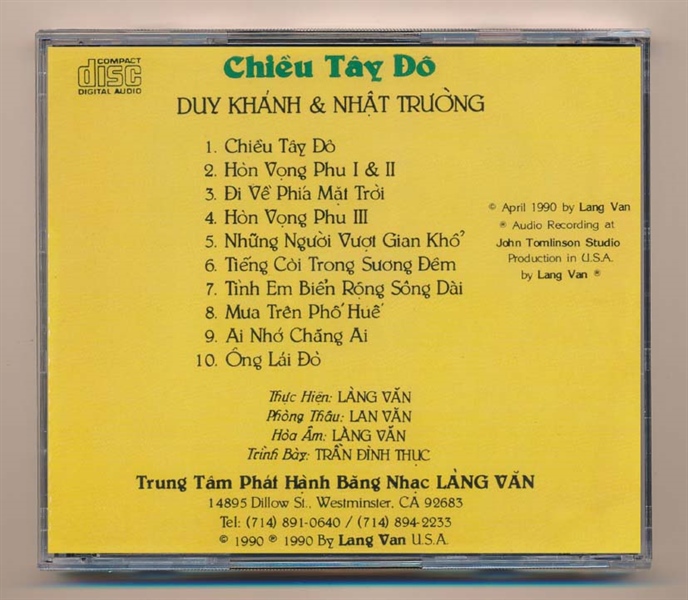 COMPACT
disc
DIGITAL AUDIO
Chiều Tây Đô
DUY KHÁNH & NHẬT TRƯỜNG
1. Chiều Tây Đô
2. Hòn Vọng Phu I & II
3. Đi Về Phía Mặt Trời
4. Hòn Vọng Phu III
5. Những Người Vượt Gian Khổ
6. Tiếng Còi Trong Sương Đêm
7. Tình Em Biển Rộng Sông Dài
8. Mưa Trên Phố Huế
9. Ai Nhớ Chăng Ai
10. Ông Lái Đò
© April 1990 by Lang Van
℗ Audio Recording at
John Tomlinson Studio
Production in U.S.A.
by Lang Van ®
Thực Hiện: LÀNG VĂN
Phòng Thâu: LAN VĂN
Hòa Âm: LÀNG VĂN
Trình Bày: TRẦN ĐÌNH THỤC
Trung Tâm Phát Hành Băng Nhạc LÀNG VĂN
14895 Dillow St., Westminster, CA 92683
Tel: (714) 891-0640 / (714) 894-2233
© 1990 ℗ 1990 By Lang Van U.S.A.